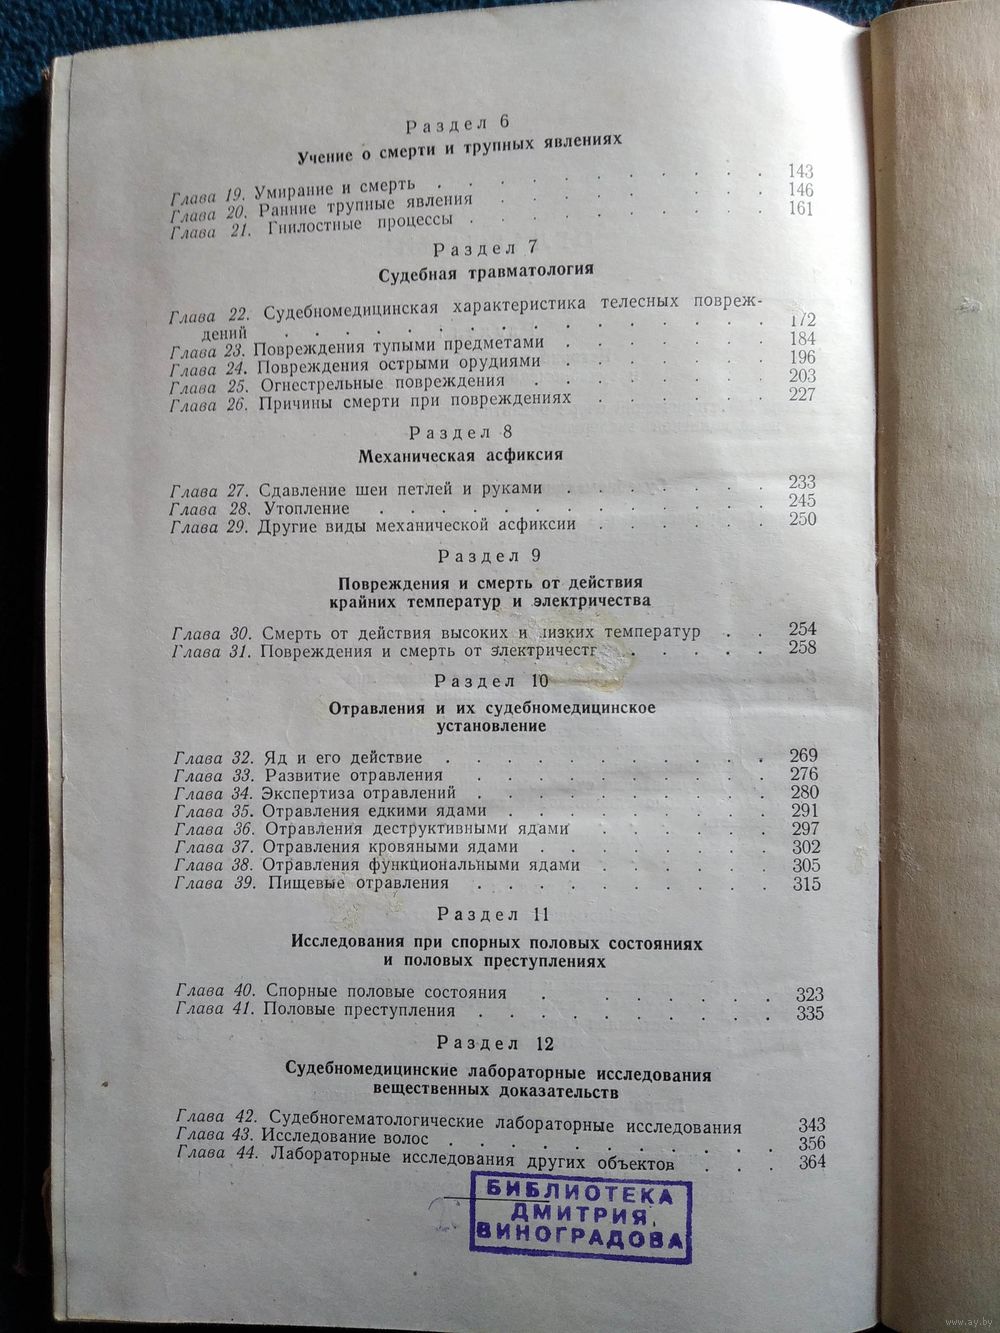 Раздел 6
Учение о смерти и трупных явлениях
Глава 19. Умирание и смерть . . . . . . . . . . . 143
Глава 20. Ранние трупные явления . . . . . . . . . 146
Глава 21. Гнилостные процессы . . . . . . . . . . 161
Раздел 7
Судебная травматология
Глава 22. Судебномедицинская характеристика телесных повреж-
дений . . . . . . . . . . . . . . . . 172
Глава 23. Повреждения тупыми предметами . . . . . . . 184
Глава 24. Повреждения острыми орудиями . . . . . . . 196
Глава 25. Огнестрельные повреждения . . . . . . . . 203
Глава 26. Причины смерти при повреждениях . . . . . . 227
Раздел 8
Механическая асфиксия
Глава 27. Сдавление шеи петлей и руками . . . . . . . 233
Глава 28. Утопление . . . . . . . . . . . . . 245
Глава 29. Другие виды механической асфиксии . . . . . . 250
Раздел 9
Повреждения и смерть от действия
крайних температур и электричества
Глава 30. Смерть от действия высоких и низких температур . . 254
Глава 31. Повреждения и смерть от электричест . . . . . 258
Раздел 10
Отравления и их судебномедицинское
установление
Глава 32. Яд и его действие . . . . . . . . . . . 269
Глава 33. Развитие отравления . . . . . . . . . . 276
Глава 34. Экспертиза отравлений . . . . . . . . . . 280
Глава 35. Отравления едкими ядами . . . . . . . . . 291
Глава 36. Отравления деструктивными ядами . . . . . . 297
Глава 37. Отравления кровяными ядами . . . . . . . . 302
Глава 38. Отравления функциональными ядами . . . . . . 305
Глава 39. Пищевые отравления . . . . . . . . . . 315
Раздел 11
Исследования при спорных половых состояниях
и половых преступлениях
Глава 40. Спорные половые состояния . . . . . . . 323
Глава 41. Половые преступления . . . . . . . . . . 335
Раздел 12
Судебномедицинские лабораторные исследования
вещественных доказательств
Глава 42. Судебногематологические лабораторные исследования 343
Глава 43. Исследование волос . . . . . . . . . . . 356
Глава 44. Лабораторные исследования других объектов . . . 364
БИБЛИОТЕКА
ДМИТРИЯ
ВИНОГРАДОВА
www.ay.by